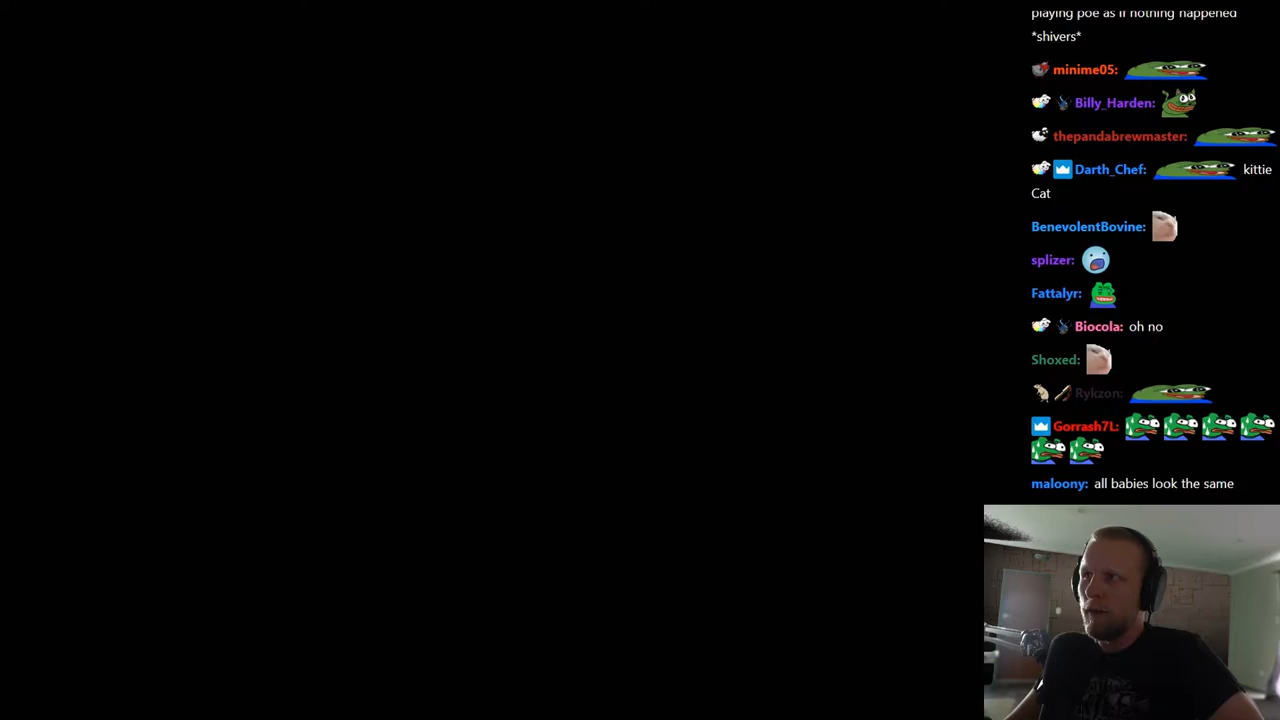 playing poe as if nothing happened
*shivers*
minime05:
Billy_Harden:
thepandabrewmaster:
Darth_Chef: kittie
Cat
BenevolentBovine:
splizer:
Fattalyr:
Biocola: oh no
Shoxed:
Rykzon:
Gorrash7L:
maloony: all babies look the same